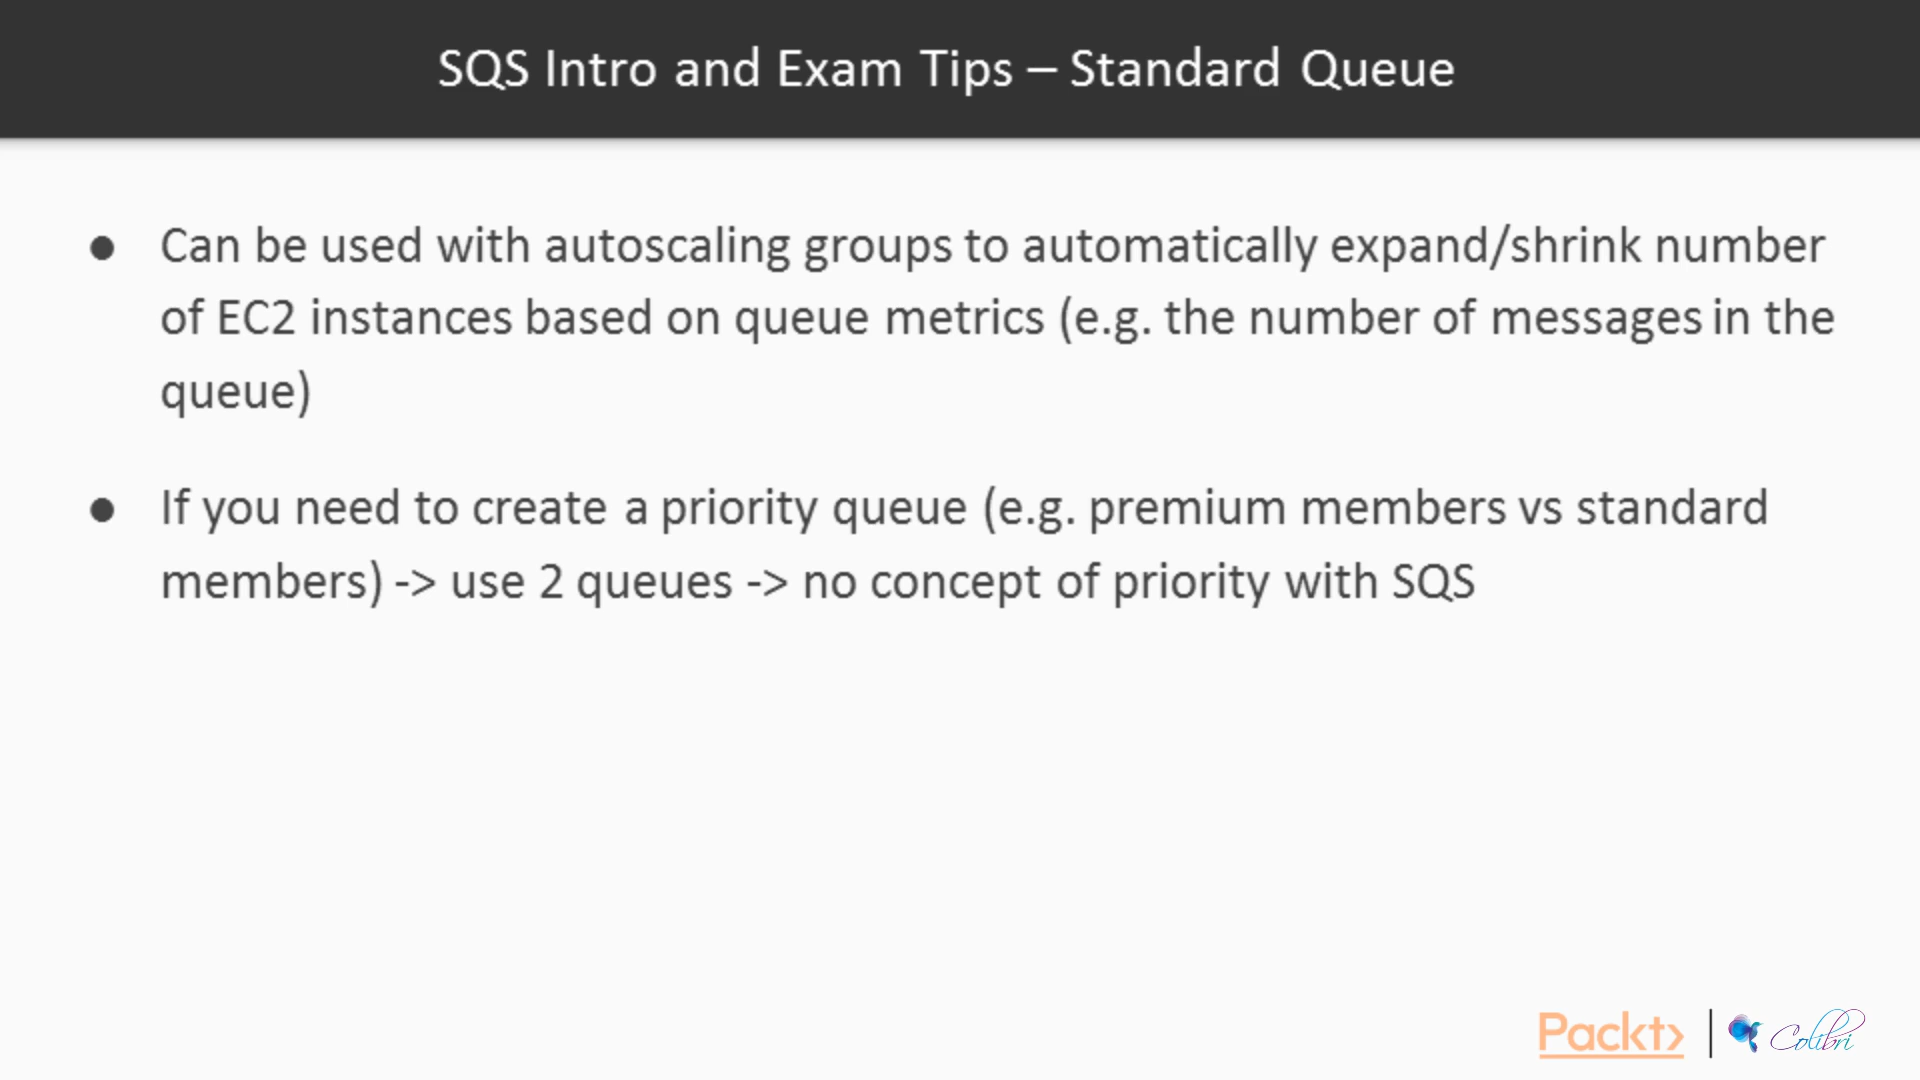 SQS Intro and Exam Tips – Standard Queue
● Can be used with autoscaling groups to automatically expand/shrink number
of EC2 instances based on queue metrics (e.g. the number of messages in the
queue)
● If you need to create a priority queue (e.g. premium members vs standard
members) -> use 2 queues -> no concept of priority with SQS
Packt> | Colibri